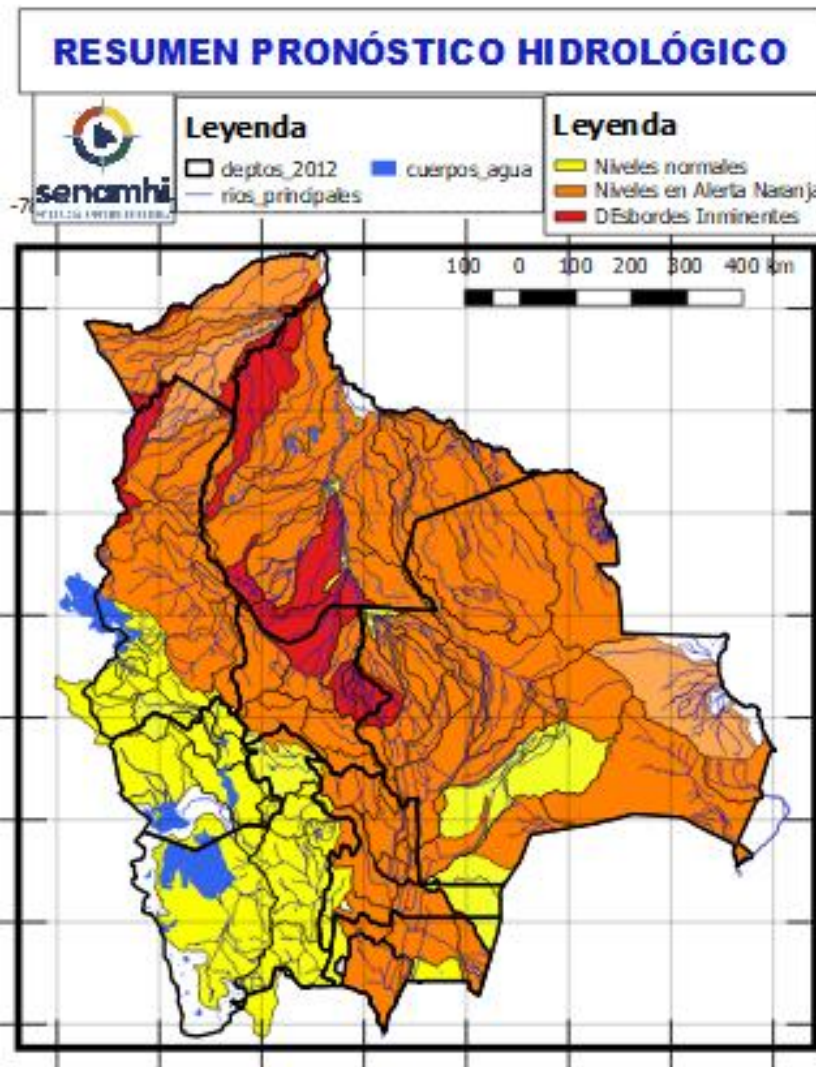 RESUMEN PRONÓSTICO HIDROLÓGICO
senamhi
Leyenda
deptos_2012
cuerpos_agua
rios_principales
Leyenda
Niveles normales
Niveles en Alerta Naranja
DEsbordes Inminentes
100 0 100 200 300 400 km